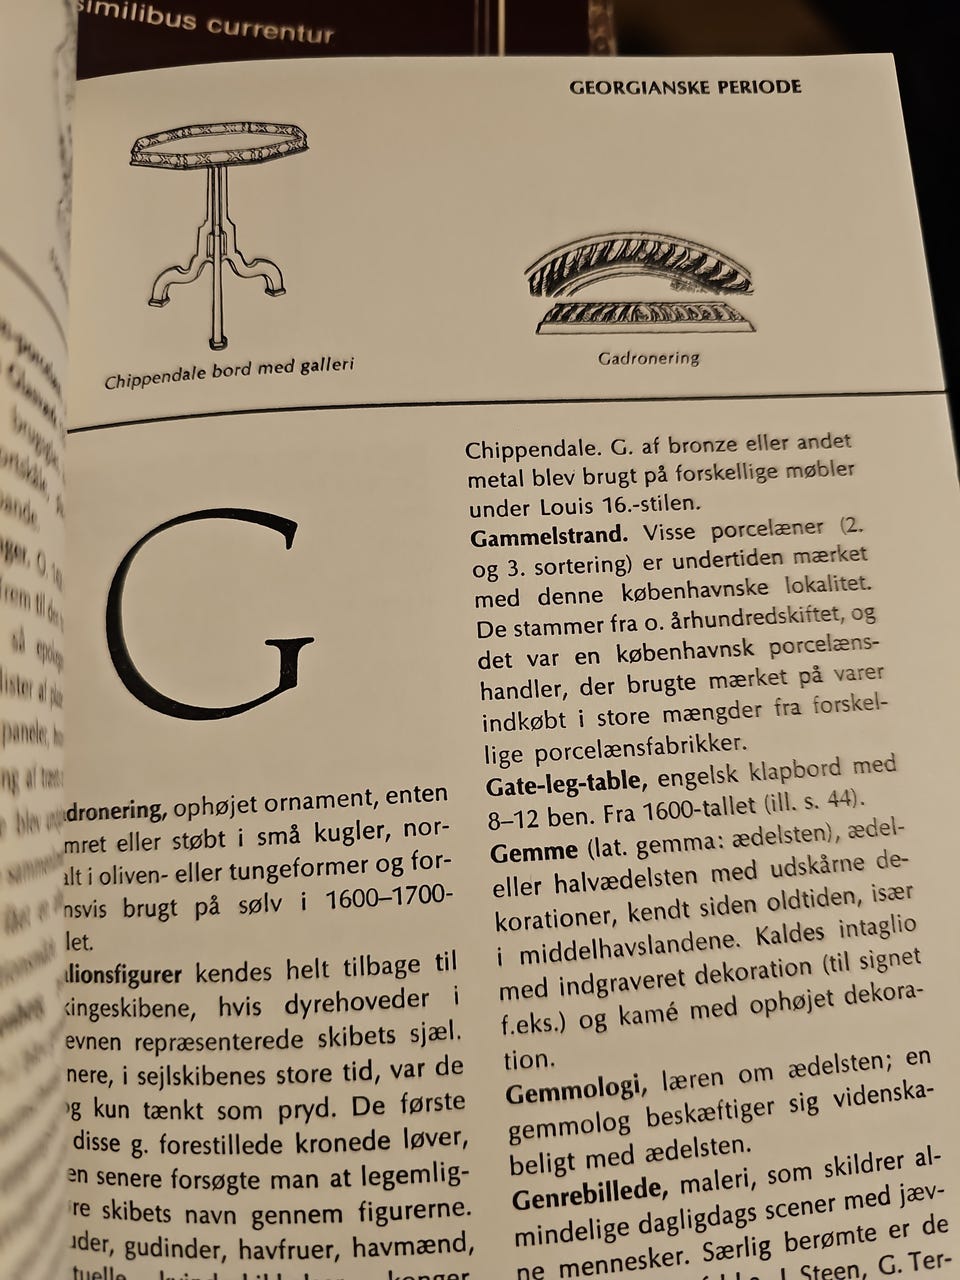 similibus currentur
GEORGIANSKE PERIODE
Chippendale bord med galleri
Gadronering
G
dronering, ophøjet ornament, enten
mret eller støbt i små kugler, nor-
alt i oliven- eller tungeformer og for-
nsvis brugt på sølv i 1600–1700-
let.
lionsfigurer kendes helt tilbage til
kingeskibene, hvis dyrehoveder i
evnen repræsenterede skibets sjæl.
nere, i sejlskibenes store tid, var de
og kun tænkt som pryd. De første
disse g. forestillede kronede løver,
en senere forsøgte man at legemlig-
re skibets navn gennem figurerne.
uder, gudinder, havfruer, havmænd,
Chippendale. G. af bronze eller andet
metal blev brugt på forskellige møbler
under Louis 16.-stilen.
Gammelstrand. Visse porcelæner (2.
og 3. sortering) er undertiden mærket
med denne københavnske lokalitet.
De stammer fra o. århundredskiftet, og
det var en københavnsk porcelæns-
handler, der brugte mærket på varer
indkøbt i store mængder fra forskel-
lige porcelænsfabrikker.
Gate-leg-table, engelsk klapbord med
8–12 ben. Fra 1600-tallet (ill. s. 44).
Gemme (lat. gemma: ædelsten), ædel-
eller halvædelsten med udskårne de-
korationer, kendt siden oldtiden, især
i middelhavslandene. Kaldes intaglio
med indgraveret dekoration (til signet
f.eks.) og kamé med ophøjet dekora-
tion.
Gemmologi, læren om ædelsten; en
gemmolog beskæftiger sig videnska-
beligt med ædelsten.
Genrebillede, maleri, som skildrer al-
mindelige dagligdags scener med jæv-
ne mennesker. Særlig berømte er de
J. Steen, G. Ter-